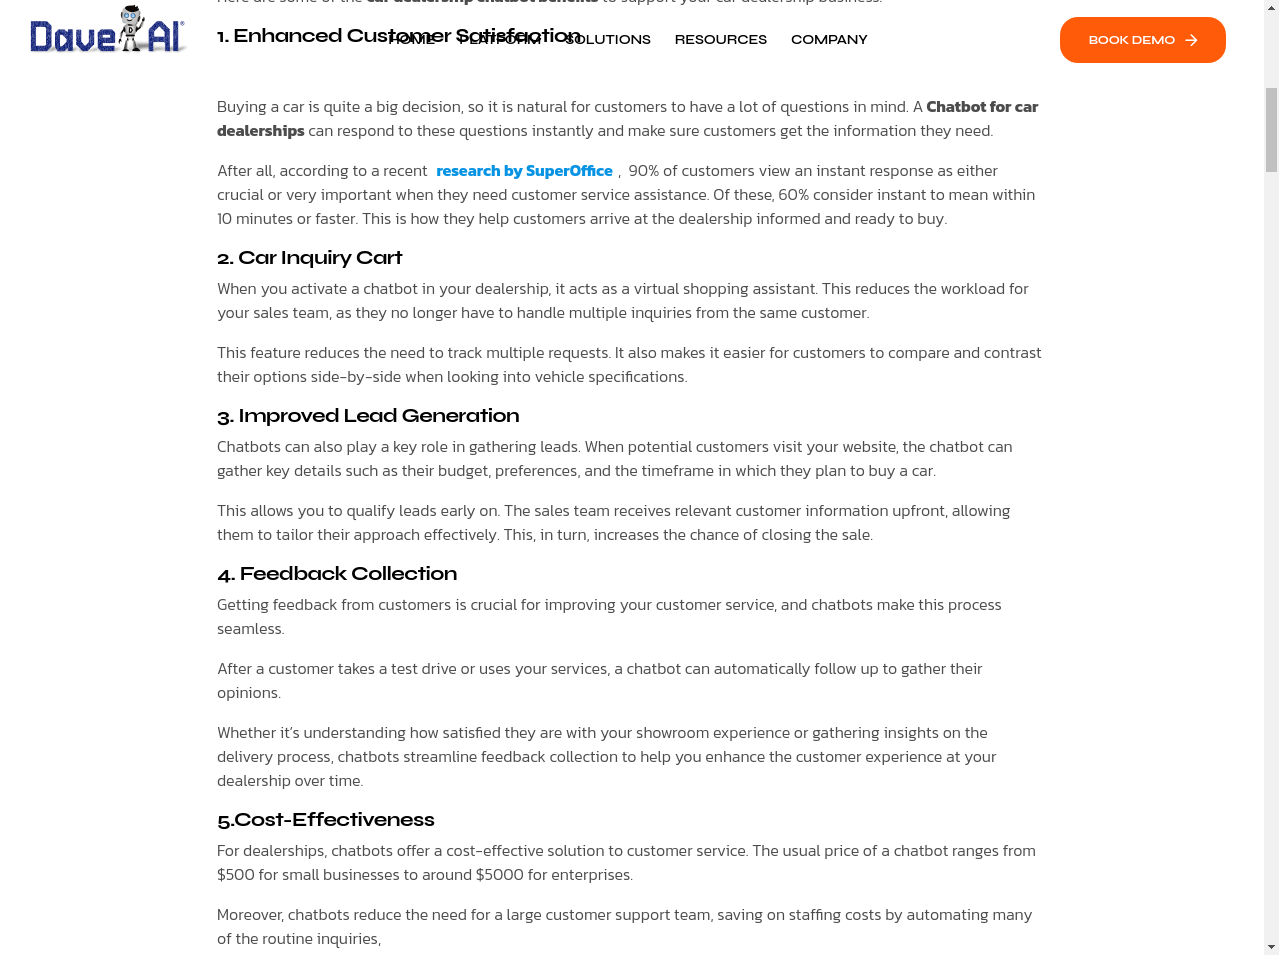 Here are some of the car dealership chatbot benefits to support your car dealership business.
Dave AI
1. Enhanced Customer Satisfaction
HOME
PLATFORM
SOLUTIONS
RESOURCES
COMPANY
BOOK DEMO
Buying a car is quite a big decision, so it is natural for customers to have a lot of questions in mind. A Chatbot for car
dealerships can respond to these questions instantly and make sure customers get the information they need.
After all, according to a recent research by SuperOffice , 90% of customers view an instant response as either
crucial or very important when they need customer service assistance. Of these, 60% consider instant to mean within
10 minutes or faster. This is how they help customers arrive at the dealership informed and ready to buy.
2. Car Inquiry Cart
When you activate a chatbot in your dealership, it acts as a virtual shopping assistant. This reduces the workload for
your sales team, as they no longer have to handle multiple inquiries from the same customer.
This feature reduces the need to track multiple requests. It also makes it easier for customers to compare and contrast
their options side-by-side when looking into vehicle specifications.
3. Improved Lead Generation
Chatbots can also play a key role in gathering leads. When potential customers visit your website, the chatbot can
gather key details such as their budget, preferences, and the timeframe in which they plan to buy a car.
This allows you to qualify leads early on. The sales team receives relevant customer information upfront, allowing
them to tailor their approach effectively. This, in turn, increases the chance of closing the sale.
4. Feedback Collection
Getting feedback from customers is crucial for improving your customer service, and chatbots make this process
seamless.
After a customer takes a test drive or uses your services, a chatbot can automatically follow up to gather their
opinions.
Whether it’s understanding how satisfied they are with your showroom experience or gathering insights on the
delivery process, chatbots streamline feedback collection to help you enhance the customer experience at your
dealership over time.
5.Cost-Effectiveness
For dealerships, chatbots offer a cost-effective solution to customer service. The usual price of a chatbot ranges from
$500 for small businesses to around $5000 for enterprises.
Moreover, chatbots reduce the need for a large customer support team, saving on staffing costs by automating many
of the routine inquiries,